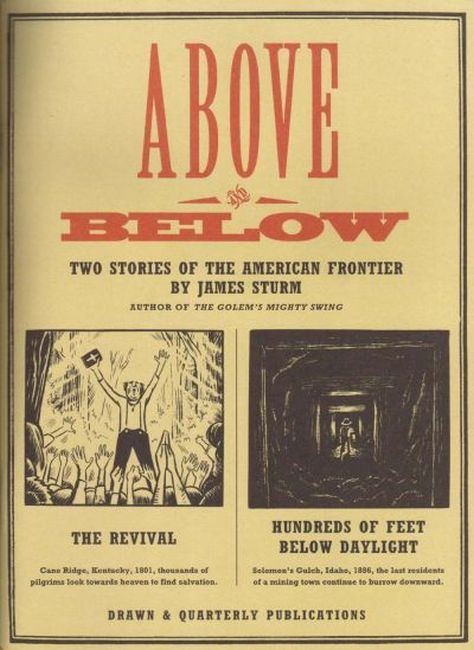 ABOVE
AND
BELOW
TWO STORIES OF THE AMERICAN FRONTIER
BY JAMES STURM
AUTHOR OF THE GOLEM'S MIGHTY SWING
THE REVIVAL
Cane Ridge, Kentucky, 1801, thousands of
pilgrims look towards heaven to find salvation.
HUNDREDS OF FEET
BELOW DAYLIGHT
Solomon's Gulch, Idaho, 1886, the last residents
of a mining town continue to burrow downward.
DRAWN & QUARTERLY PUBLICATIONS